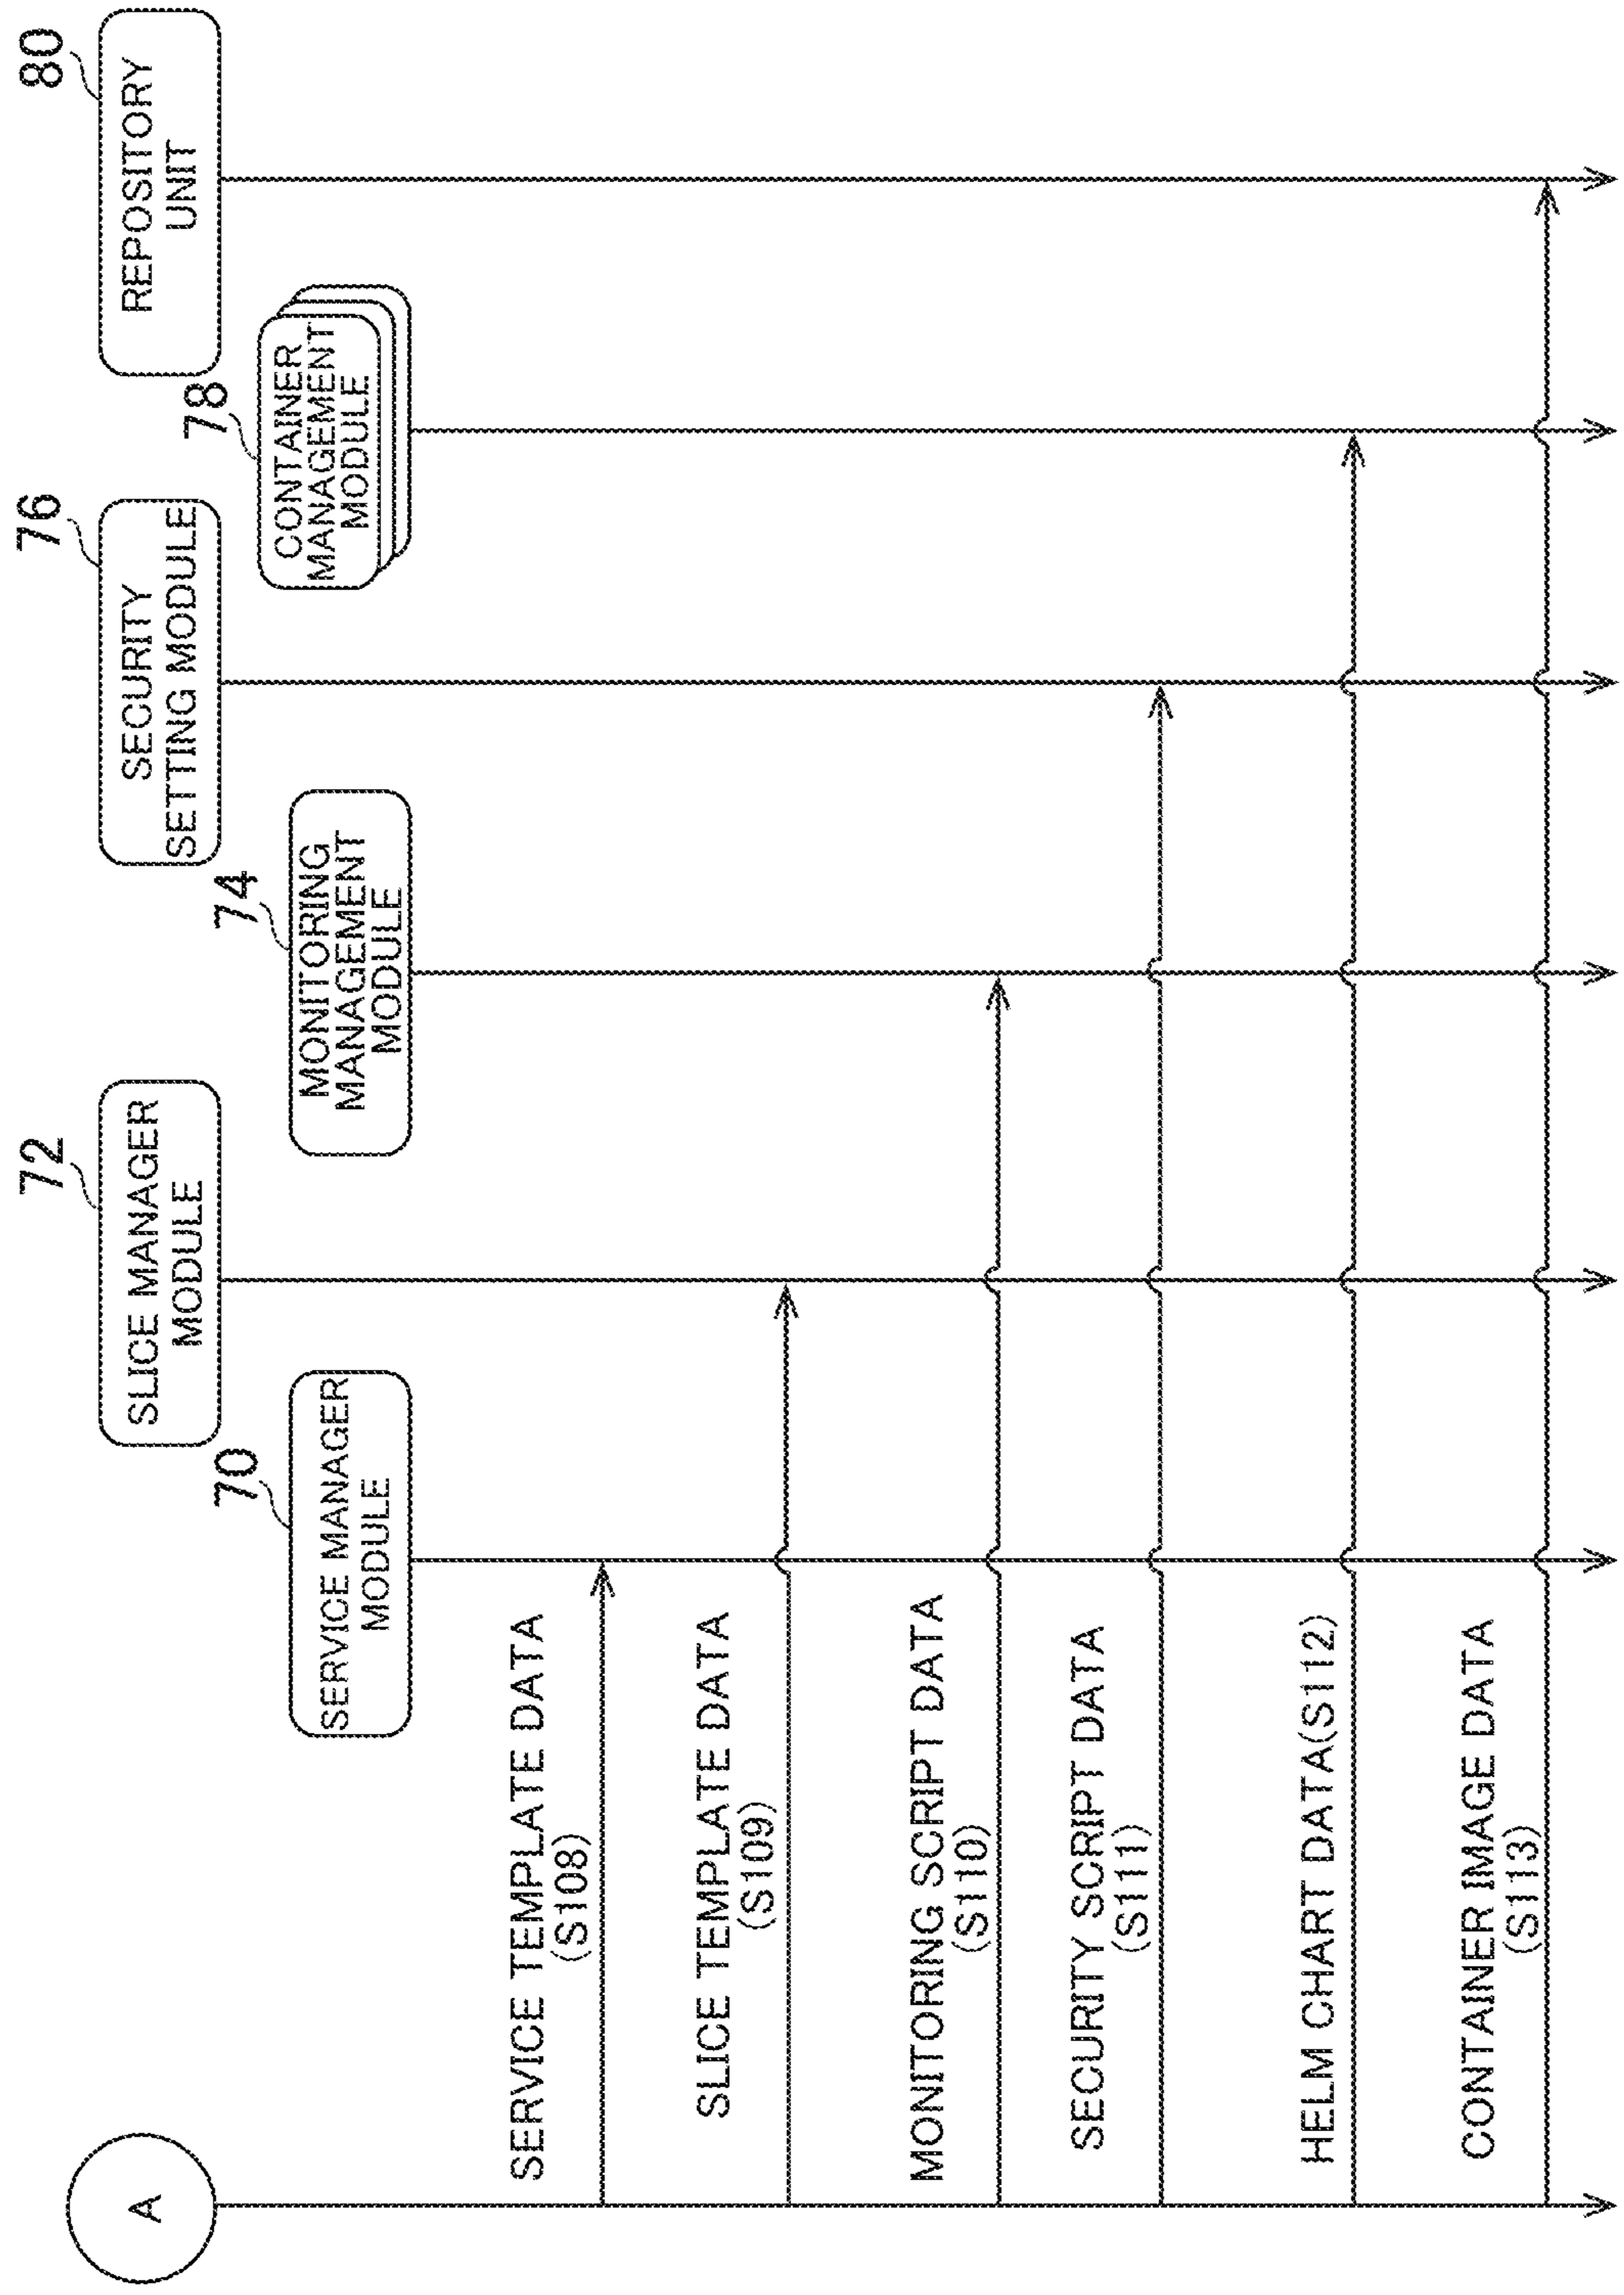 A
70
SERVICE MANAGER
MODULE
72
SLICE MANAGER
MODULE
74
MONITORING
MANAGEMENT
MODULE
76
SECURITY
SETTING MODULE
78
CONTAINER
MANAGEMENT
MODULE
80
REPOSITORY
UNIT
SERVICE TEMPLATE DATA
(S108)
SLICE TEMPLATE DATA
(S109)
MONITORING SCRIPT DATA
(S110)
SECURITY SCRIPT DATA
(S111)
HELM CHART DATA(S112)
CONTAINER IMAGE DATA
(S113)